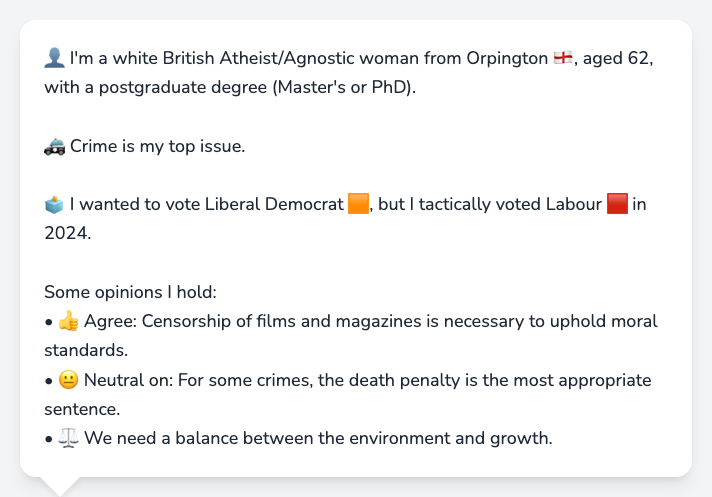 👤 I'm a white British Atheist/Agnostic woman from Orpington 🏴󠁧󠁢󠁥󠁮󠁧󠁿, aged 62,
with a postgraduate degree (Master's or PhD).
🚓 Crime is my top issue.
🗳️ I wanted to vote Liberal Democrat 🟧, but I tactically voted Labour 🟥 in
2024.
Some opinions I hold:
• 👍 Agree: Censorship of films and magazines is necessary to uphold moral
standards.
• 😐 Neutral on: For some crimes, the death penalty is the most appropriate
sentence.
• ⚖️ We need a balance between the environment and growth.